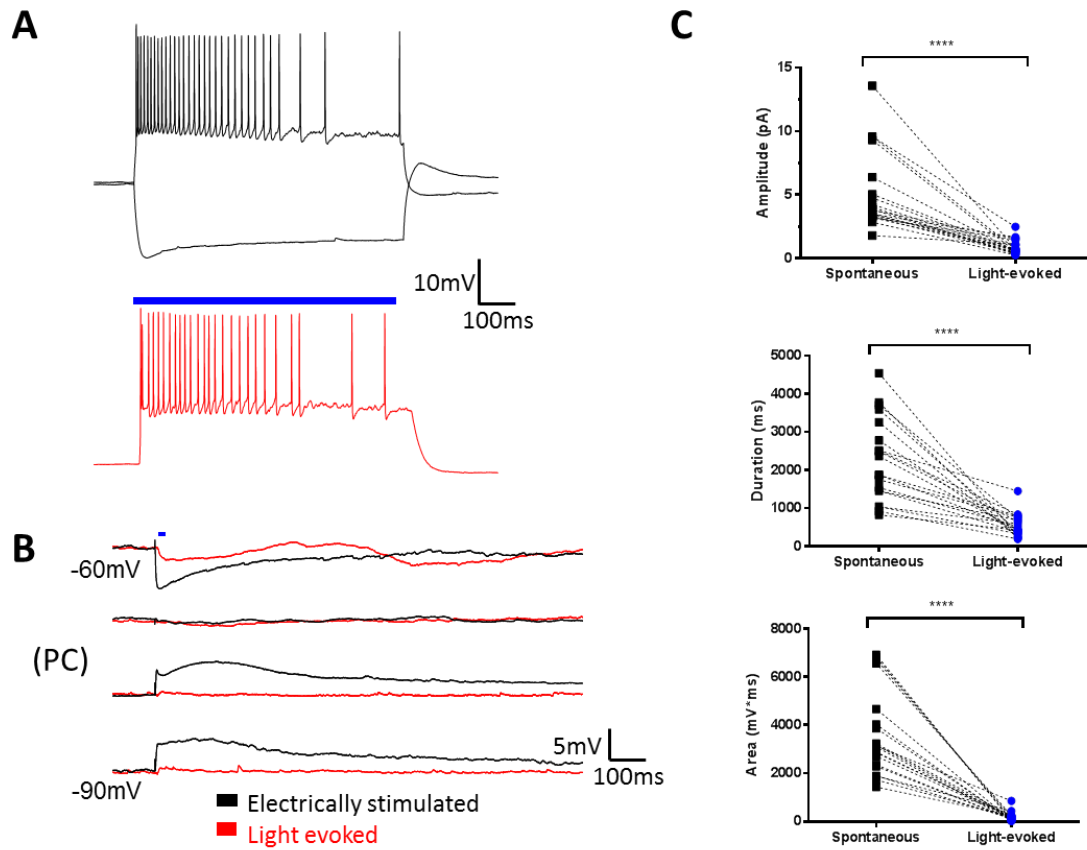 A
10mV
100ms
B
-60mV
(PC)
-90mV
5mV
100ms
Electrically stimulated
Light evoked
C
****
Amplitude (pA)
15
10
5
0
Spontaneous
Light-evoked
****
Duration (ms)
5000
4000
3000
2000
1000
0
Spontaneous
Light-evoked
****
Area (mV*ms)
8000
6000
4000
2000
0
Spontaneous
Light-evoked